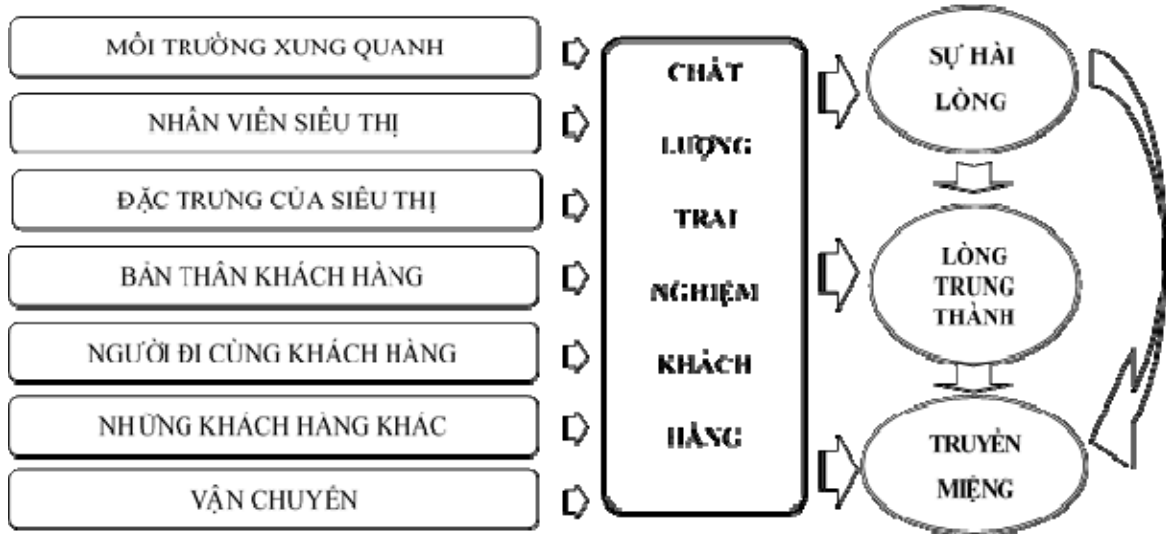 MÔI TRƯỜNG XUNG QUANH
NHÂN VIÊN SIÊU THỊ
ĐẶC TRƯNG CỦA SIÊU THỊ
BẢN THÂN KHÁCH HÀNG
NGƯỜI ĐI CÙNG KHÁCH HÀNG
NHỮNG KHÁCH HÀNG KHÁC
VẬN CHUYỂN
CHẤT
LƯỢNG
TRẢI
NGHIỆM
KHÁCH
HÀNG
SỰ HÀI
LÒNG
LÒNG
TRUNG
THÀNH
TRUYỀN
MIỆNG